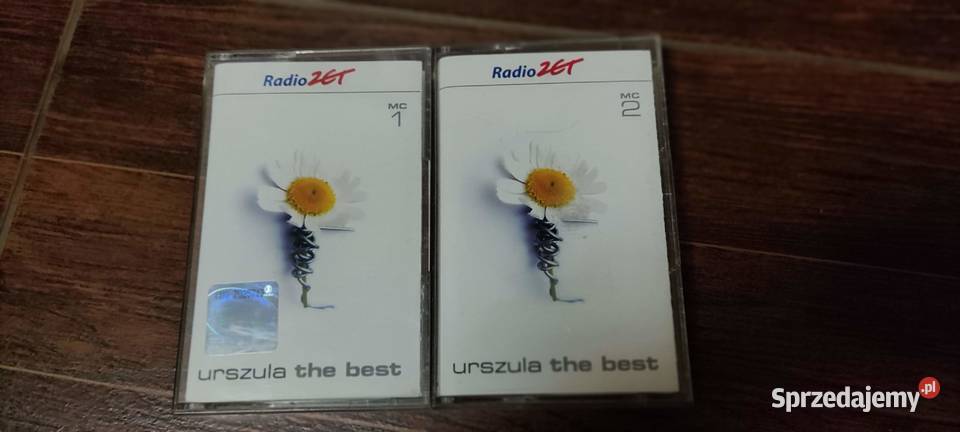 Radio ZET
MC
1
urszula the best
Radio ZET
MC
2
urszula the best
Sprzedajemy.pl